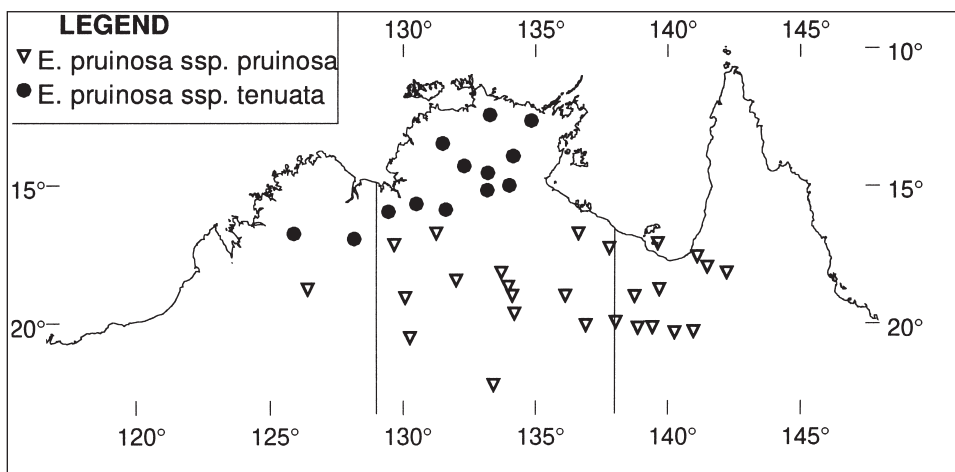 LEGEND
E. pruinosa ssp. pruinosa
E. pruinosa ssp. tenuata
130° 135° 140° 145°
10°
15° 15°
20° 20°
120° 125° 130° 135° 140° 145°